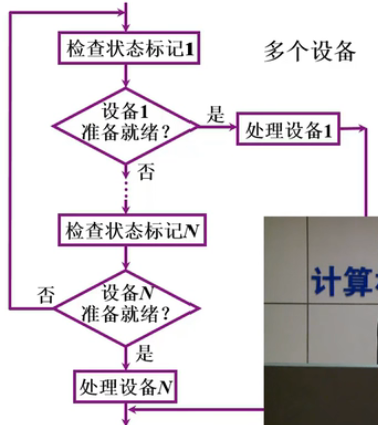 检查状态标记1
多个设备
设备1
准备就绪？
是
处理设备1
否
检查状态标记N
否
设备N
准备就绪？
是
处理设备N
计算